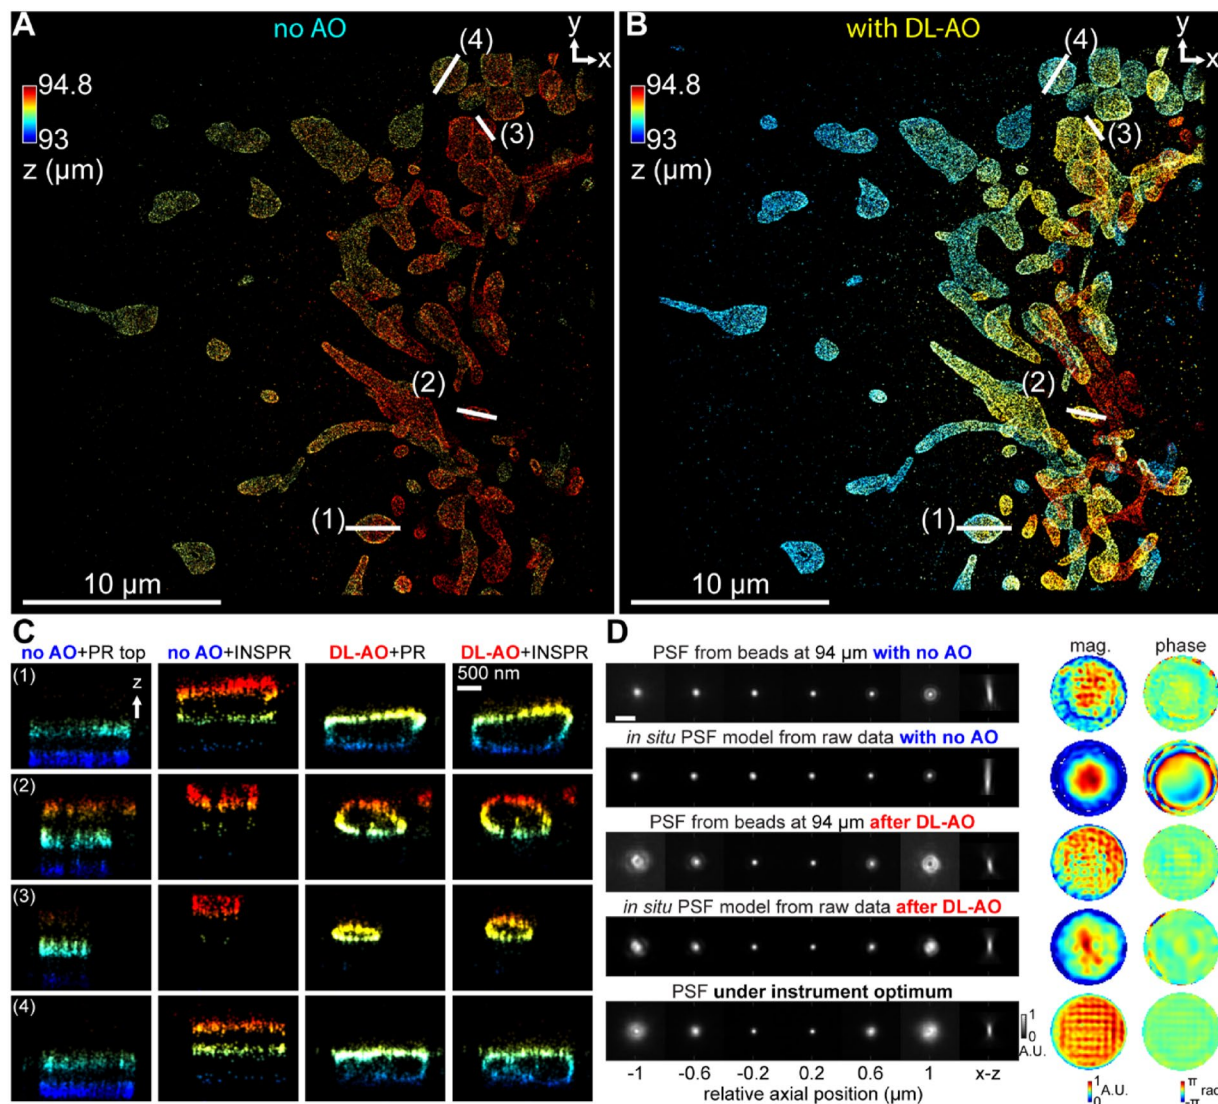 A
no AO
(4)
y
x
94.8
93
z (µm)
(3)
(2)
(1)
10 µm
B
with DL-AO
(4)
y
x
94.8
93
z (µm)
(3)
(2)
(1)
10 µm
C
no AO+PR top
no AO+INSPR
DL-AO+PR
DL-AO+INSPR
(1)
z
500 nm
(2)
(3)
(4)
D
PSF from beads at 94 µm with no AO
mag.
phase
in situ PSF model from raw data with no AO
PSF from beads at 94 µm after DL-AO
in situ PSF model from raw data after DL-AO
PSF under instrument optimum
1
0
A.U.
-1 -0.6 -0.2 0.2 0.6 1 x-z
relative axial position (µm)
1
0
A.U.
π
-π
rad